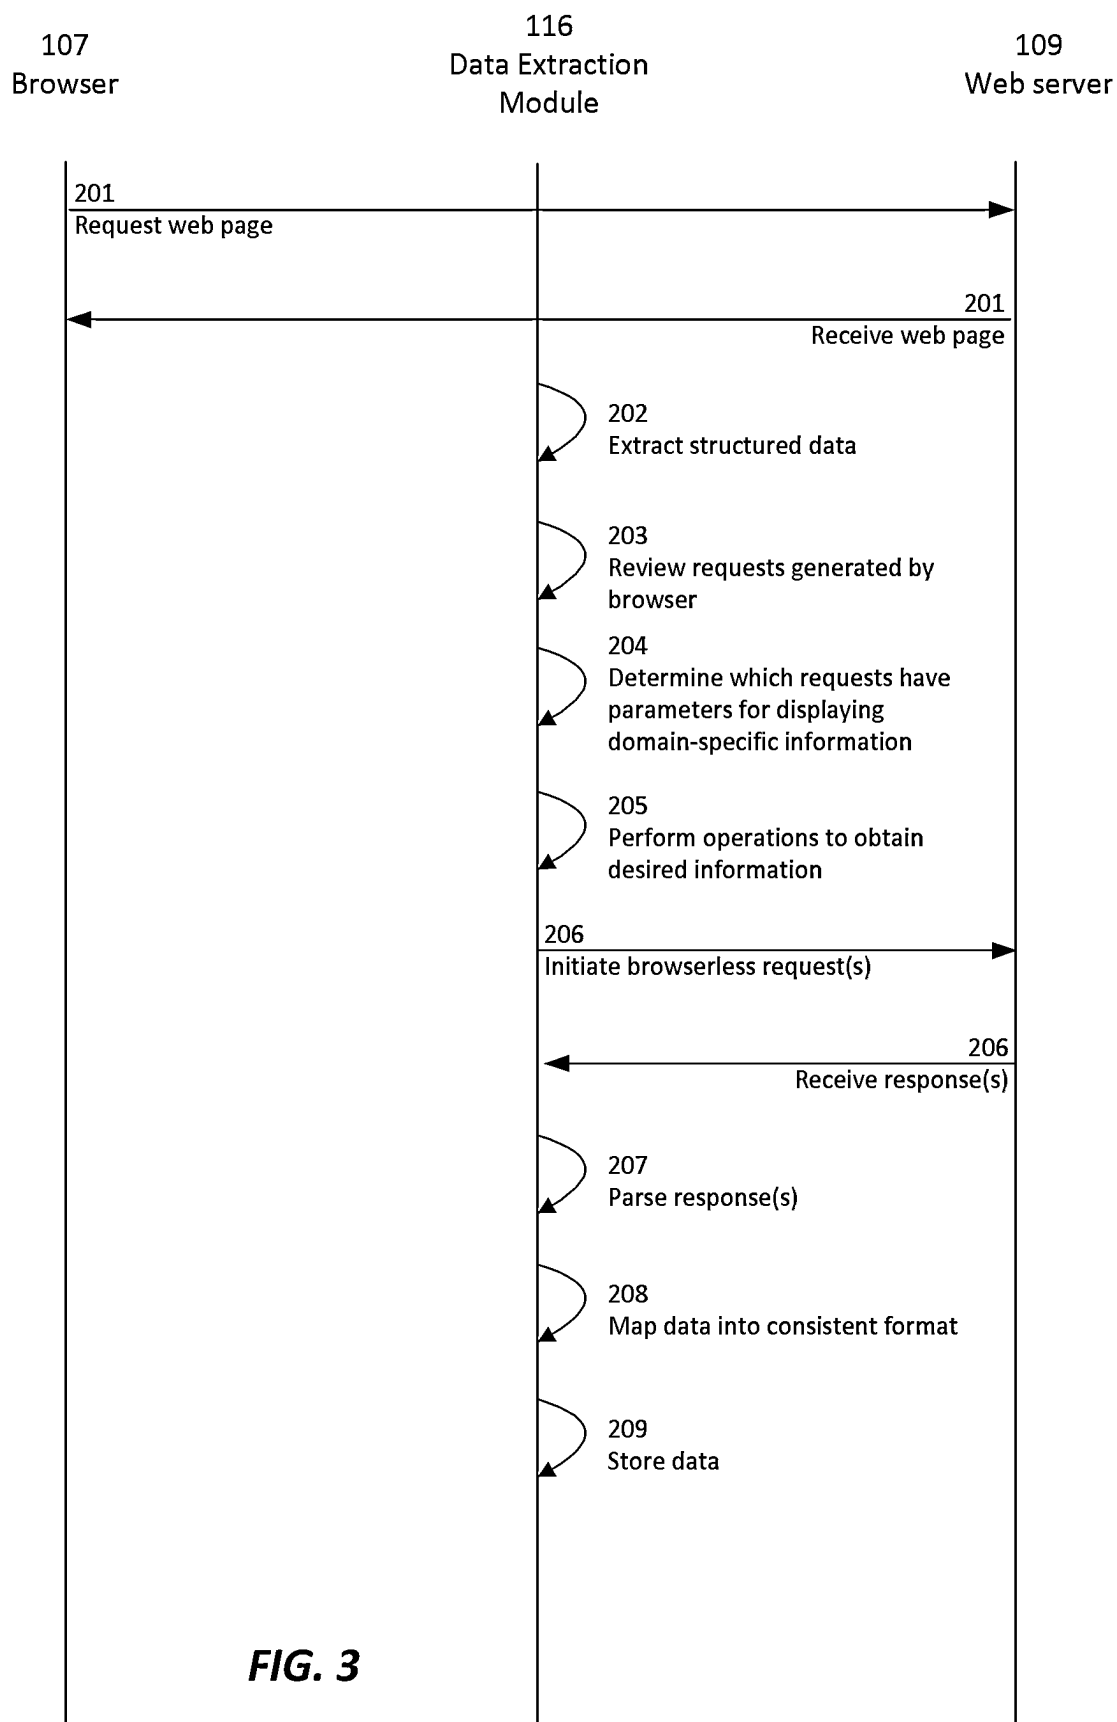 107
Browser
116
Data Extraction
Module
109
Web server
201
Request web page
201
Receive web page
202
Extract structured data
203
Review requests generated by
browser
204
Determine which requests have
parameters for displaying
domain-specific information
205
Perform operations to obtain
desired information
206
Initiate browserless request(s)
206
Receive response(s)
207
Parse response(s)
208
Map data into consistent format
209
Store data
FIG. 3